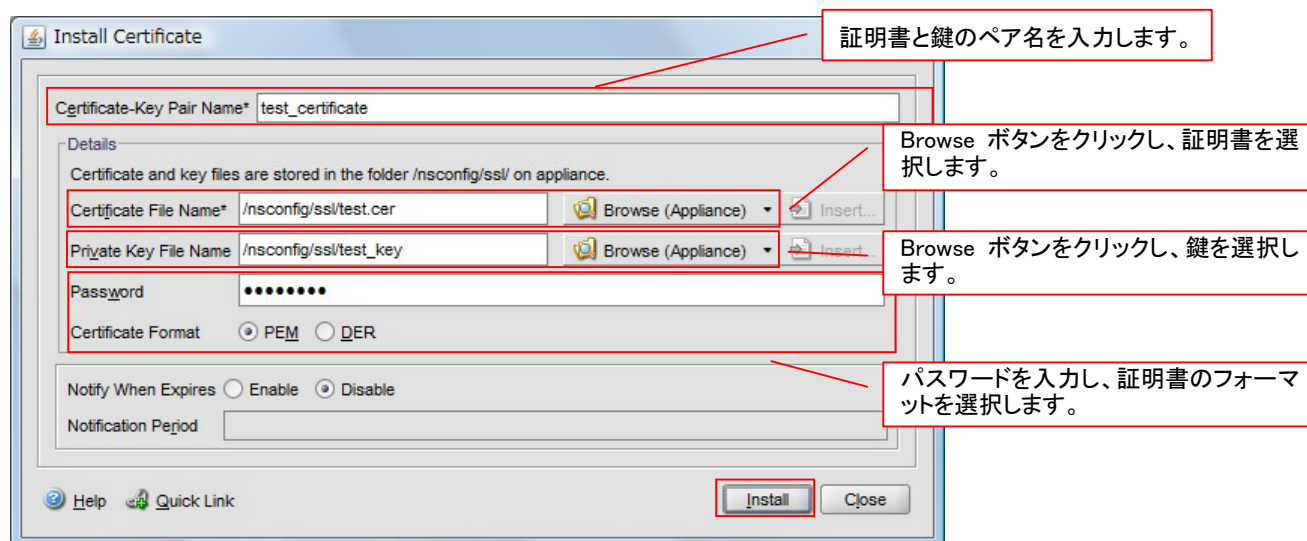 Install Certificate
証明書と鍵のペア名を入力します。
Certificate-Key Pair Name* test_certificate
Details
Certificate and key files are stored in the folder /nsconfig/ssl/ on appliance.
Browse ボタンをクリックし、証明書を選
択します。
Certificate File Name* /nsconfig/ssl/test.cer Browse (Appliance) Insert...
Private Key File Name /nsconfig/ssl/test_key Browse (Appliance) Insert...
Browse ボタンをクリックし、鍵を選択し
ます。
Password ••••••••
Certificate Format PEM DER
パスワードを入力し、証明書のフォーマ
ットを選択します。
Notify When Expires Enable Disable
Notification Period
Help Quick Link Install Close